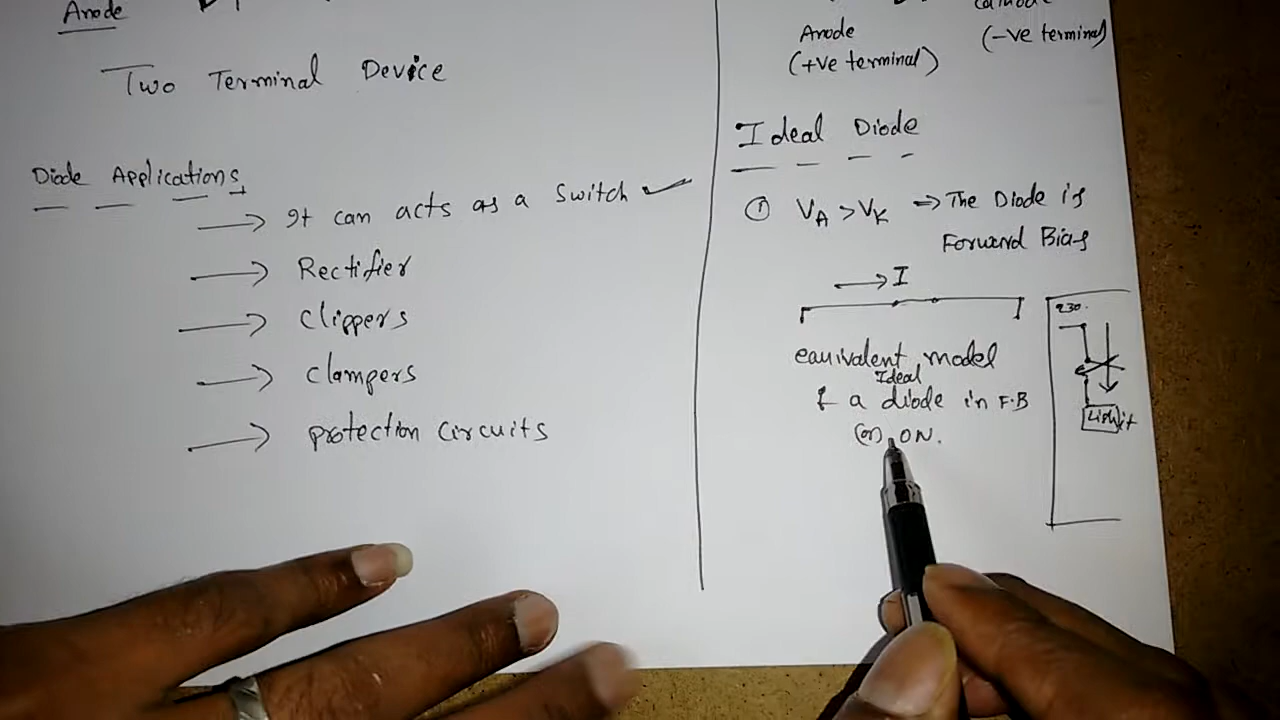 Anode
Two Terminal Device
Diode Applications
It can acts as a Switch
Rectifier
Clippers
Clampers
protection circuits
Anode
(+ve terminal)
(-ve terminal)
Ideal Diode
① VA > VK => The Diode is
Forward Bias
I
equivalent model
Ideal
f a diode in F.B
(or) ON.
230.
Light